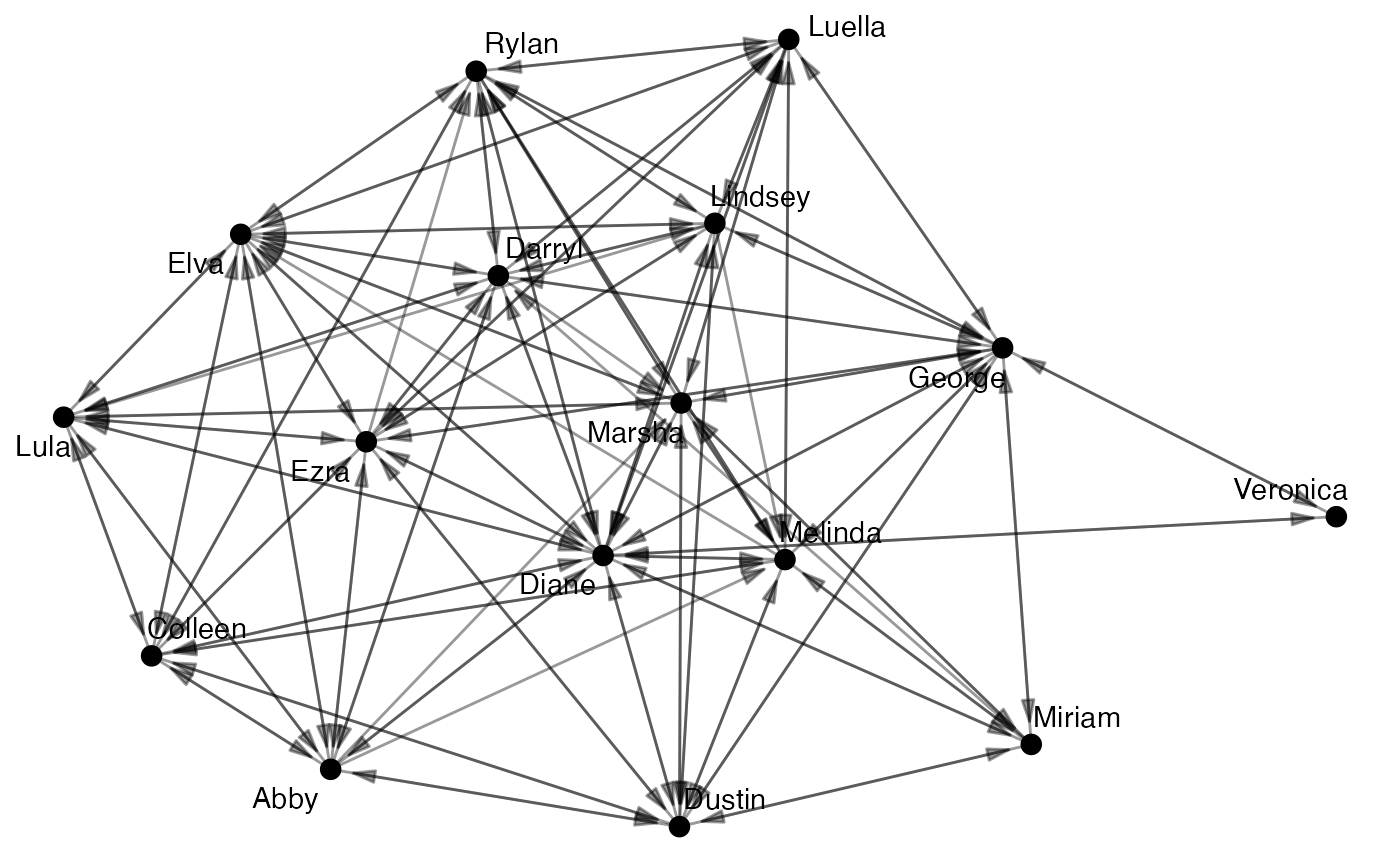 Luella
Rylan
Lindsey
Darryl
Elva
George
Marsha
Lula
Ezra
Veronica
Melinda
Diane
Colleen
Miriam
Abby
Dustin